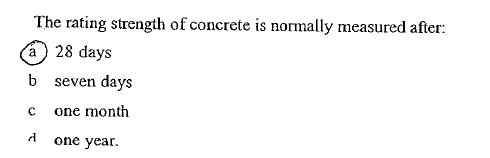 The rating strength of concrete is normally measured after:
a 28 days
b seven days
c one month
d one year.